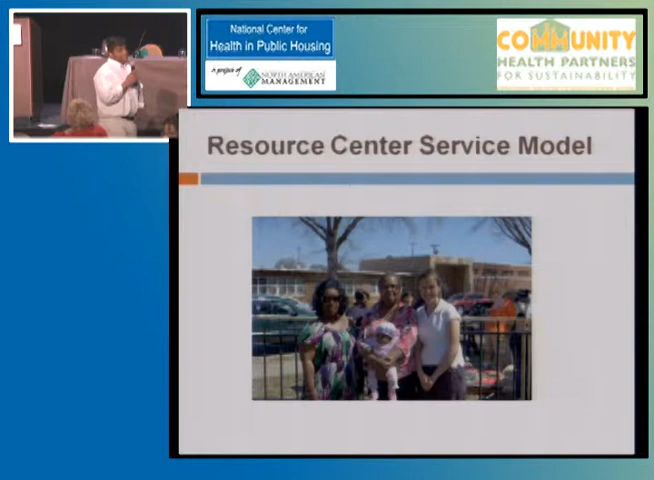 National Center for
Health in Public Housing
a project of
NORTH AMERICAN
MANAGEMENT
COMMUNITY
HEALTH PARTNERS
FOR SUSTAINABILITY
Resource Center Service Model